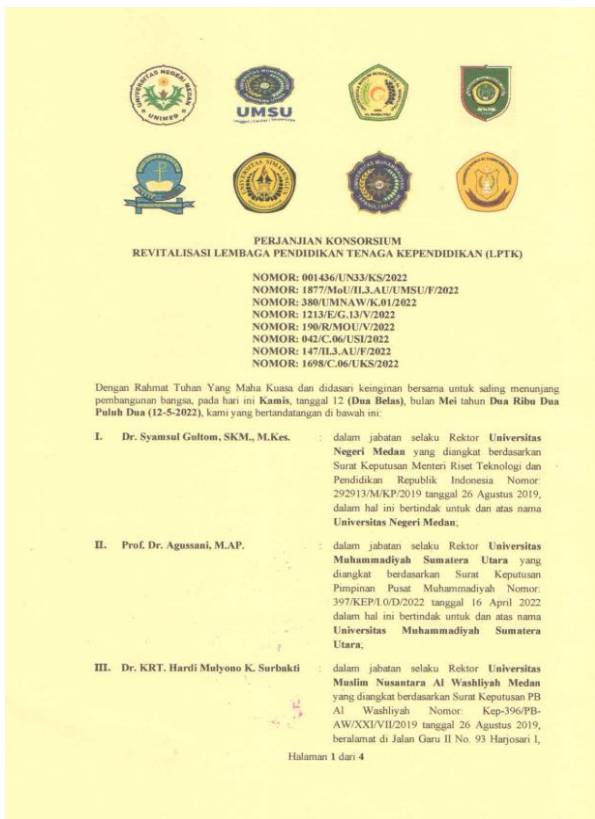 UNIVERSITAS NEGERI MEDAN
UNIMED
UMSU
UNIVERSITAS SIMALUNGUN
PERJANJIAN KONSORSIUM
REVITALISASI LEMBAGA PENDIDIKAN TENAGA KEPENDIDIKAN (LPTK)
NOMOR: 001436/UN33/KS/2022
NOMOR: 1877/MoU/II.3.AU/UMSU/F/2022
NOMOR: 380/UMNAW/K.01/2022
NOMOR: 1213/E/G.13/V/2022
NOMOR: 190/R/MOU/V/2022
NOMOR: 042/C.06/USI/2022
NOMOR: 147/II.3.AU/F/2022
NOMOR: 1698/C.06/UKS/2022
Dengan Rahmat Tuhan Yang Maha Kuasa dan didasari keinginan bersama untuk saling menunjang
pembangunan bangsa, pada hari ini Kamis, tanggal 12 (Dua Belas), bulan Mei tahun Dua Ribu Dua
Puluh Dua (12-5-2022), kami yang bertandatangan di bawah ini:
I. Dr. Syamsul Gultom, SKM., M.Kes. : dalam jabatan selaku Rektor Universitas
Negeri Medan yang diangkat berdasarkan
Surat Keputusan Menteri Riset Teknologi dan
Pendidikan Republik Indonesia Nomor:
292913/M/KP/2019 tanggal 26 Agustus 2019,
dalam hal ini bertindak untuk dan atas nama
Universitas Negeri Medan;
II. Prof. Dr. Agussani, M.AP. : dalam jabatan selaku Rektor Universitas
Muhammadiyah Sumatera Utara yang
diangkat berdasarkan Surat Keputusan
Pimpinan Pusat Muhammadiyah Nomor:
397/KEP/I.0/D/2022 tanggal 16 April 2022
dalam hal ini bertindak untuk dan atas nama
Universitas Muhammadiyah Sumatera
Utara;
III. Dr. KRT. Hardi Mulyono K. Surbakti : dalam jabatan selaku Rektor Universitas
Muslim Nusantara Al Washliyah Medan
yang diangkat berdasarkan Surat Keputusan PB
Al Washliyah Nomor: Kep-396/PB-
AW/XXI/VII/2019 tanggal 26 Agustus 2019,
beralamat di Jalan Garu II No. 93 Harjosari I,
Halaman 1 dari 4